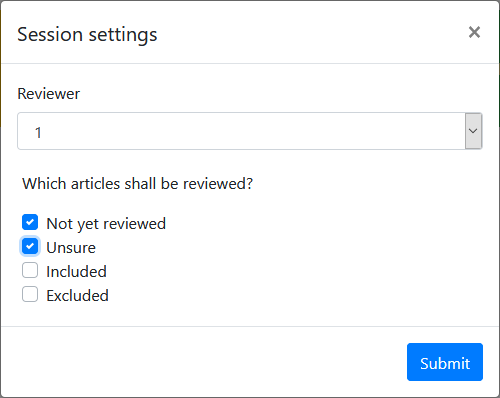 Session settings
×
Reviewer
1
Which articles shall be reviewed?
Not yet reviewed
Unsure
Included
Excluded
Submit